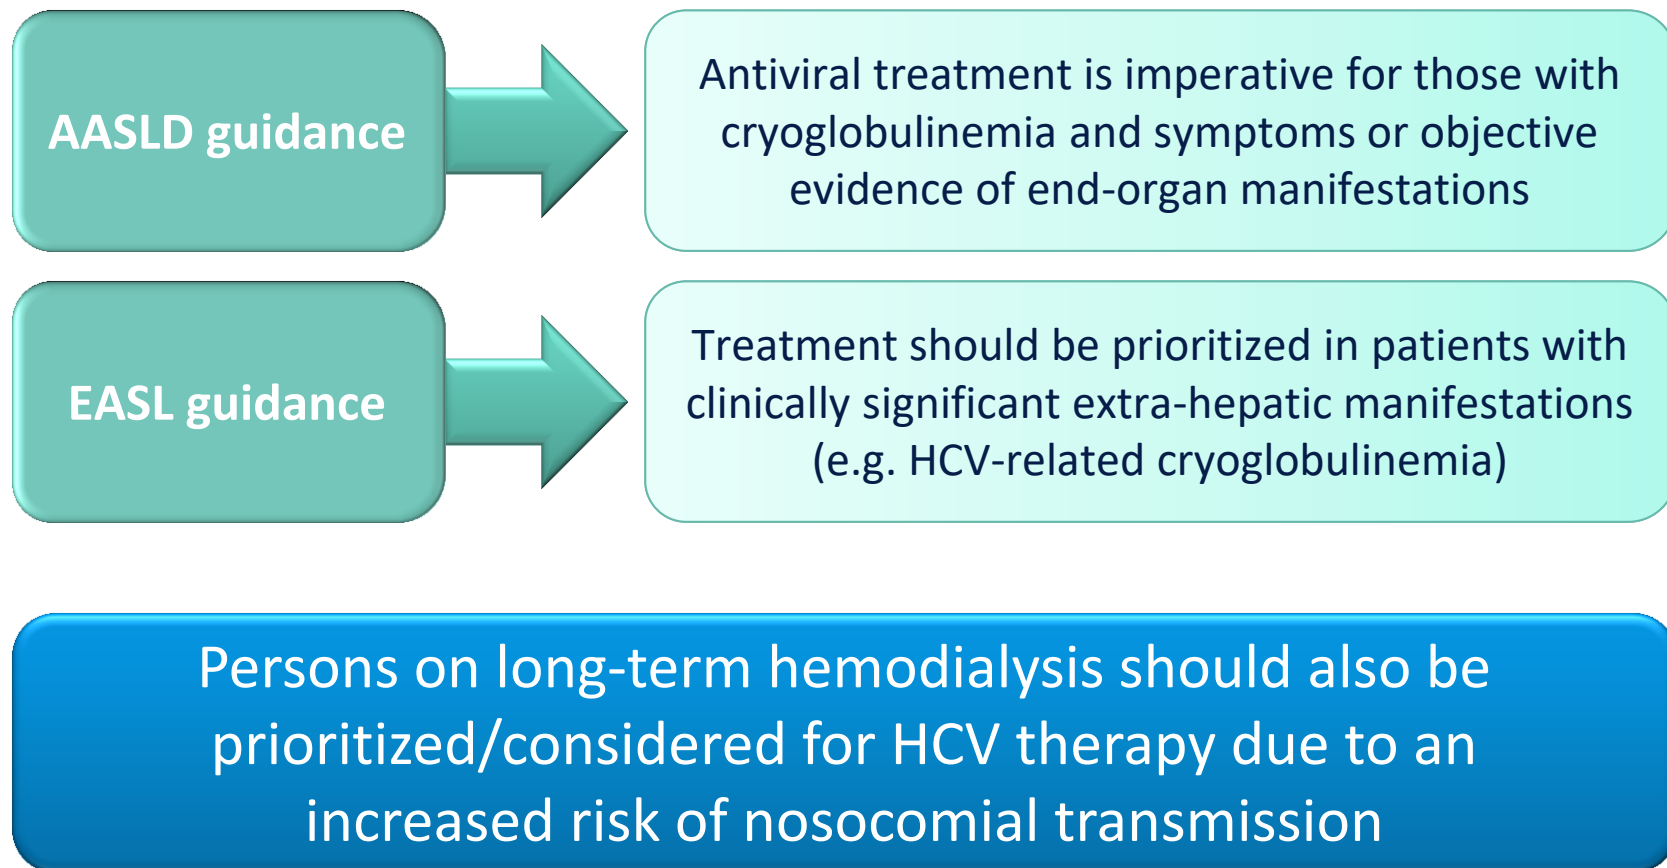 AASLD guidance
Antiviral treatment is imperative for those with
cryoglobulinemia and symptoms or objective
evidence of end-organ manifestations
EASL guidance
Treatment should be prioritized in patients with
clinically significant extra-hepatic manifestations
(e.g. HCV-related cryoglobulinemia)
Persons on long-term hemodialysis should also be
prioritized/considered for HCV therapy due to an
increased risk of nosocomial transmission